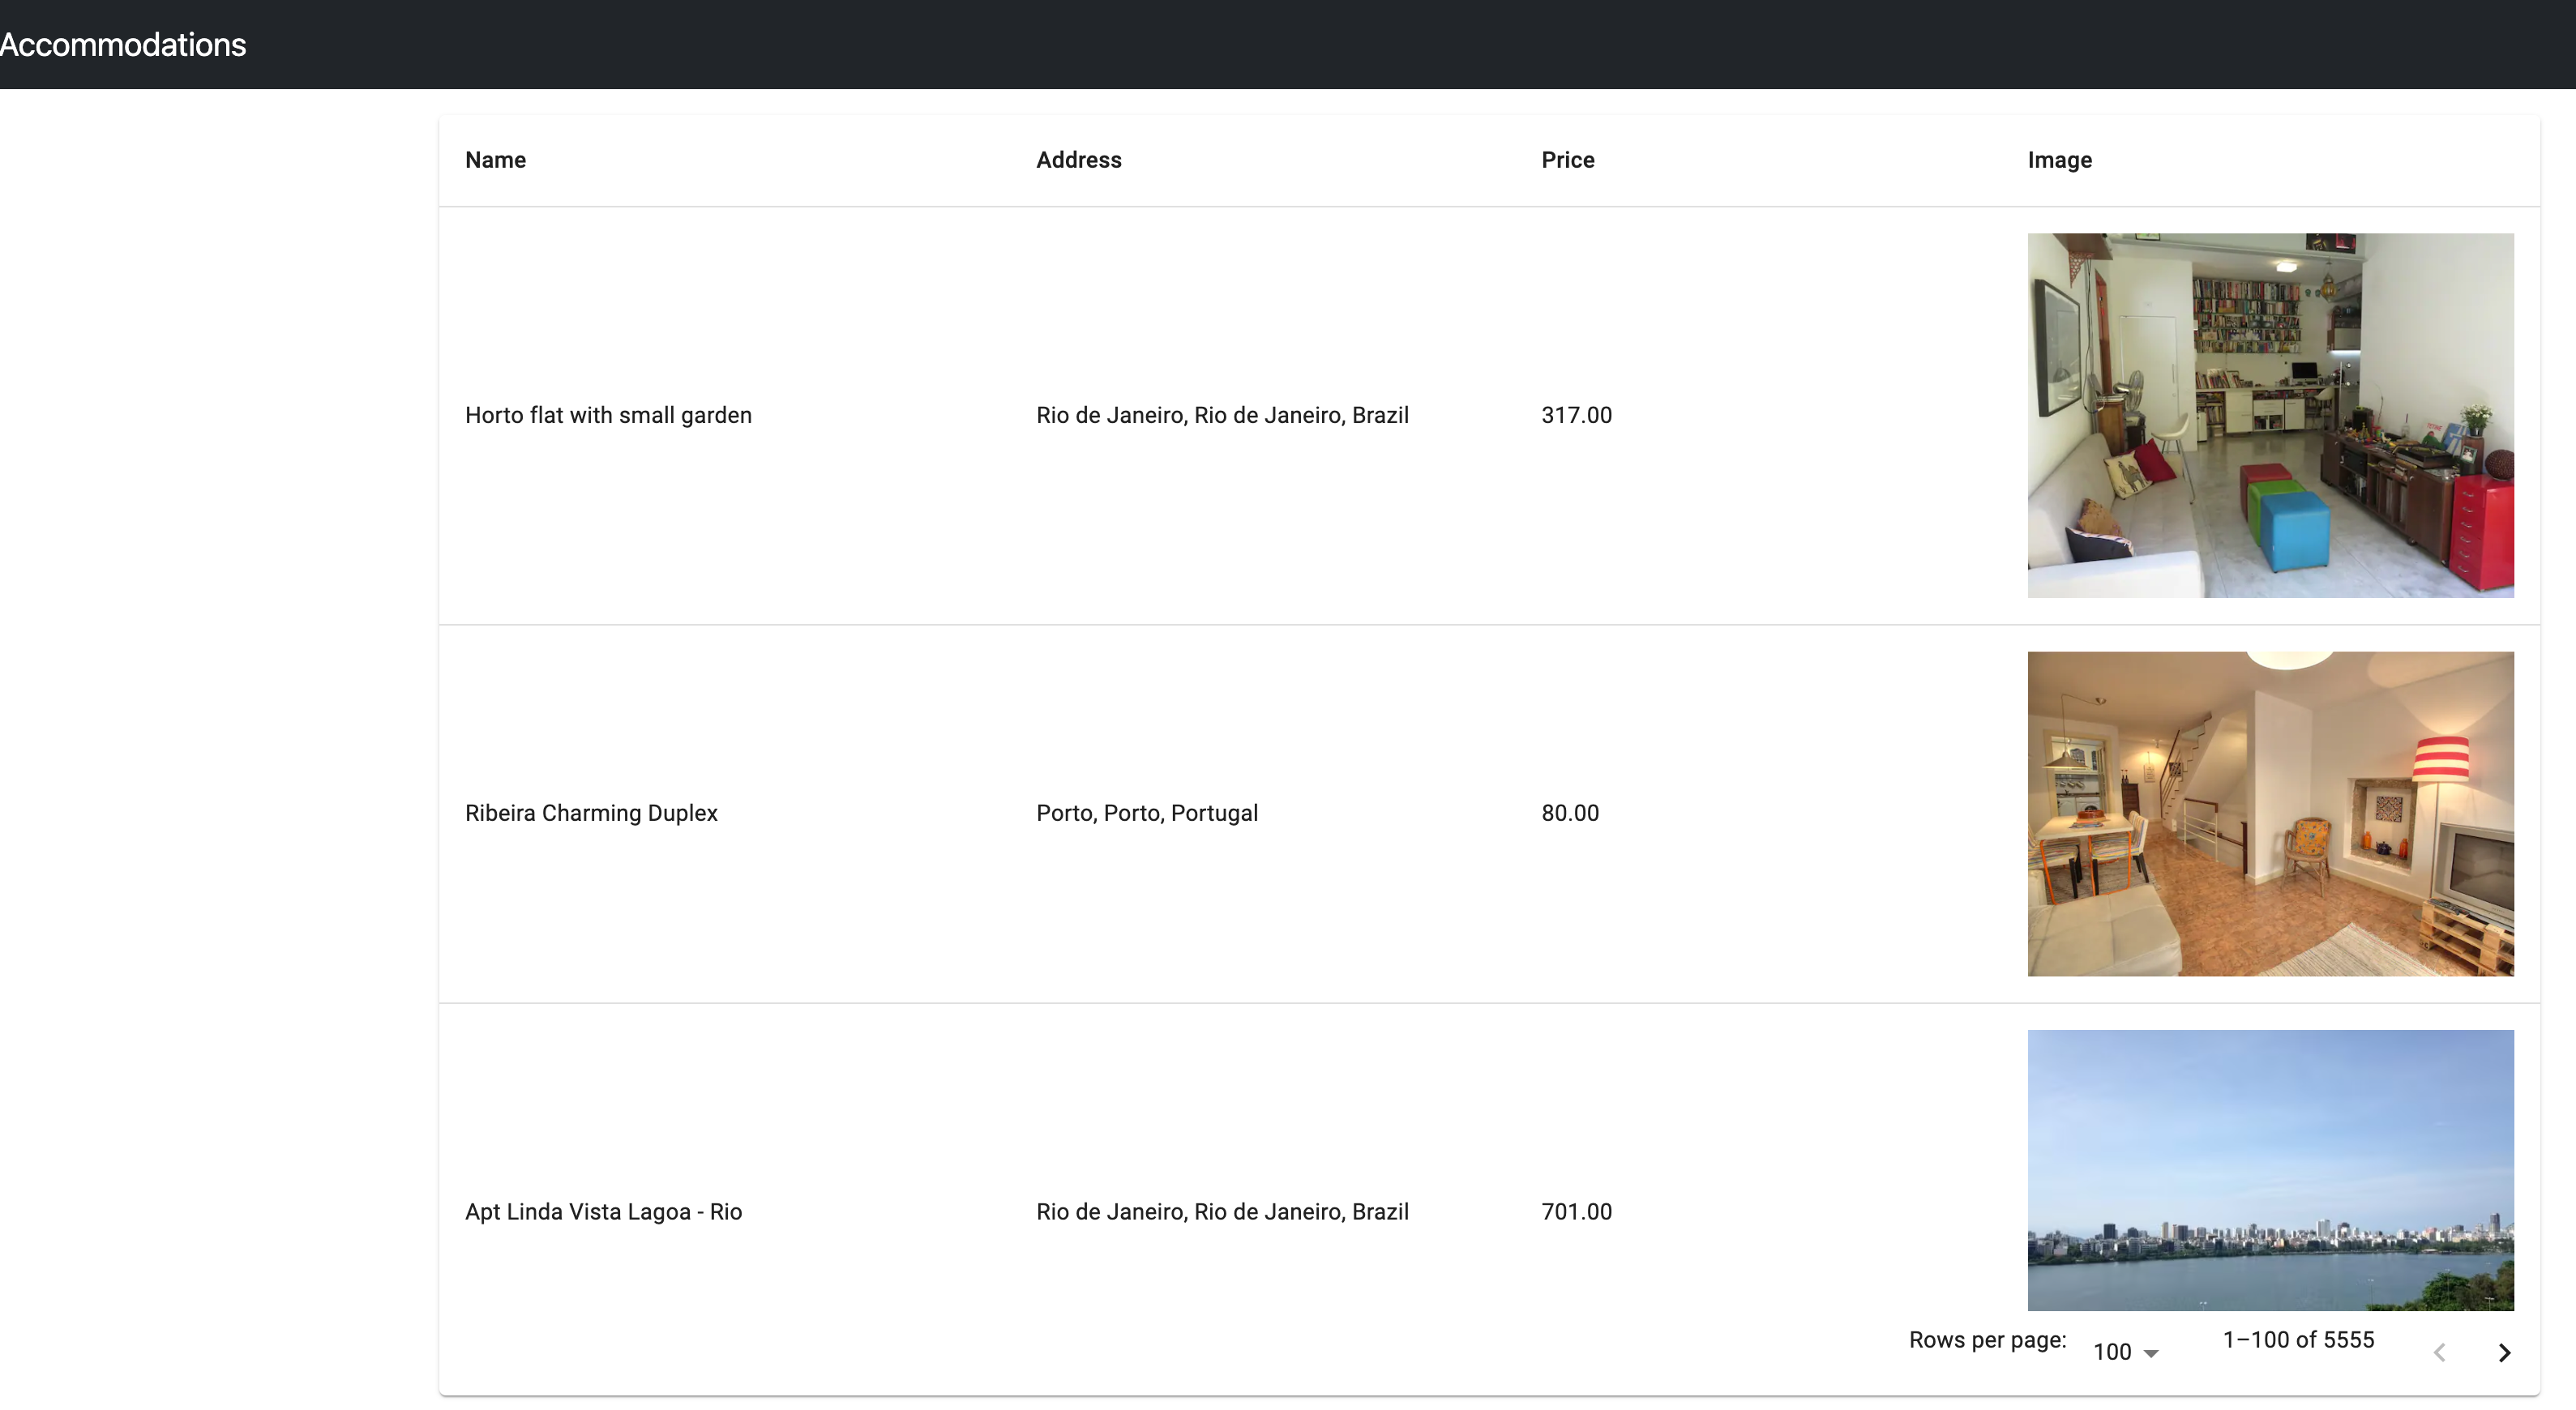 Accommodations
Name Address Price Image
Horto flat with small garden Rio de Janeiro, Rio de Janeiro, Brazil 317.00
Ribeira Charming Duplex Porto, Porto, Portugal 80.00
Apt Linda Vista Lagoa - Rio Rio de Janeiro, Rio de Janeiro, Brazil 701.00
Rows per page: 100 1–100 of 5555